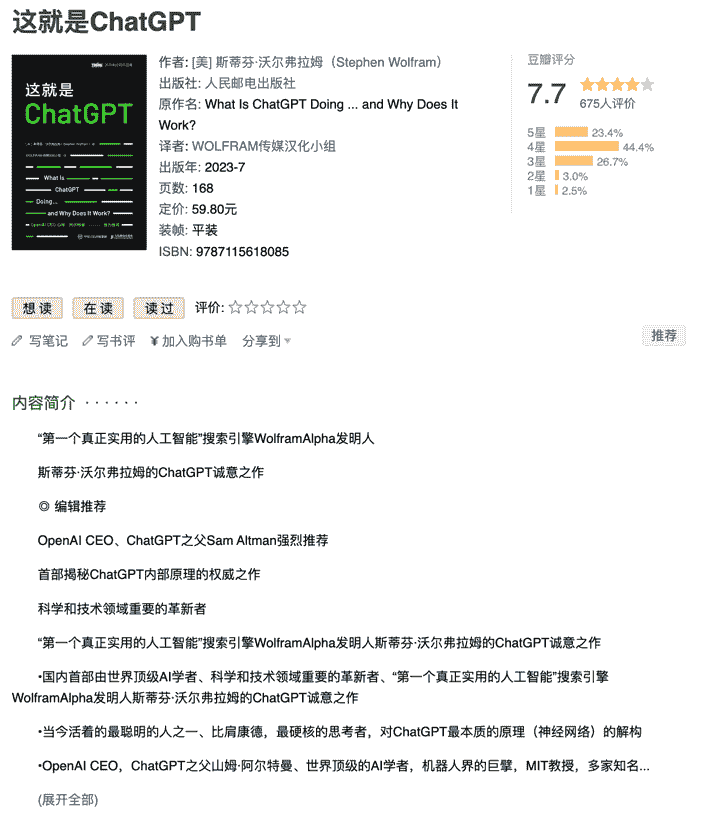 这就是ChatGPT
这就是
ChatGPT
What Is
ChatGPT
Doing...
and Why Does It Work?
作者: [美] 斯蒂芬·沃尔弗拉姆（Stephen Wolfram）
出版社: 人民邮电出版社
原作名: What Is ChatGPT Doing ... and Why Does It
Work?
译者: WOLFRAM传媒汉化小组
出版年: 2023-7
页数: 168
定价: 59.80元
装帧: 平装
ISBN: 9787115618085
豆瓣评分
7.7
675人评价
5星 23.4%
4星 44.4%
3星 26.7%
2星 3.0%
1星 2.5%
想读 在读 读过 评价:
写笔记 写书评 ¥加入购书单 分享到
推荐
内容简介 · · · · · ·
“第一个真正实用的人工智能”搜索引擎WolframAlpha发明人
斯蒂芬·沃尔弗拉姆的ChatGPT诚意之作
◎ 编辑推荐
OpenAI CEO、ChatGPT之父Sam Altman强烈推荐
首部揭秘ChatGPT内部原理的权威之作
科学和技术领域重要的革新者
“第一个真正实用的人工智能”搜索引擎WolframAlpha发明人斯蒂芬·沃尔弗拉姆的ChatGPT诚意之作
•国内首部由世界顶级AI学者、科学和技术领域重要的革新者、“第一个真正实用的人工智能”搜索引擎
WolframAlpha发明人斯蒂芬·沃尔弗拉姆的ChatGPT诚意之作
•当今活着的最聪明的人之一、比肩康德，最硬核的思考者，对ChatGPT最本质的原理（神经网络）的解构
•OpenAI CEO，ChatGPT之父山姆·阿尔特曼、世界顶级的AI学者，机器人界的巨擘，MIT教授，多家知名...
(展开全部)